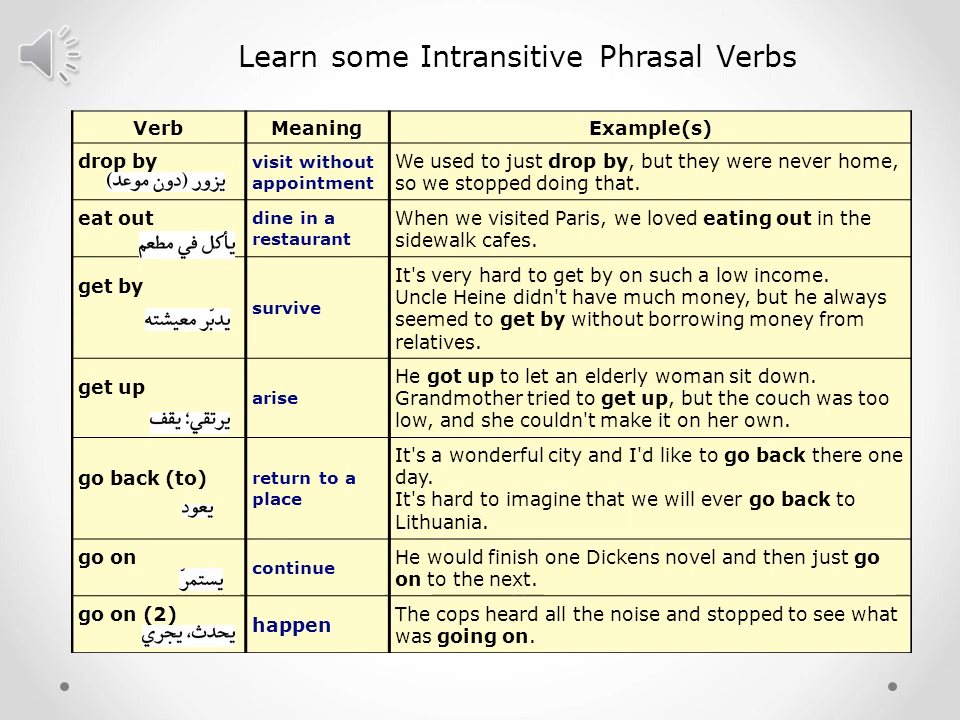 Learn some Intransitive Phrasal Verbs
Verb Meaning Example(s)
drop by
يزور (دون موعد)
visit without
appointment
We used to just drop by, but they were never home,
so we stopped doing that.
eat out
يأكل في مطعم
dine in a
restaurant
When we visited Paris, we loved eating out in the
sidewalk cafes.
get by
يدبّر معيشته
survive
It's very hard to get by on such a low income.
Uncle Heine didn't have much money, but he always
seemed to get by without borrowing money from
relatives.
get up
يرتقي؛ يقف
arise
He got up to let an elderly woman sit down.
Grandmother tried to get up, but the couch was too
low, and she couldn't make it on her own.
go back (to)
يعود
return to a
place
It's a wonderful city and I'd like to go back there one
day.
It's hard to imagine that we will ever go back to
Lithuania.
go on
يستمرّ
continue
He would finish one Dickens novel and then just go
on to the next.
go on (2)
يحدث، يجري
happen
The cops heard all the noise and stopped to see what
was going on.